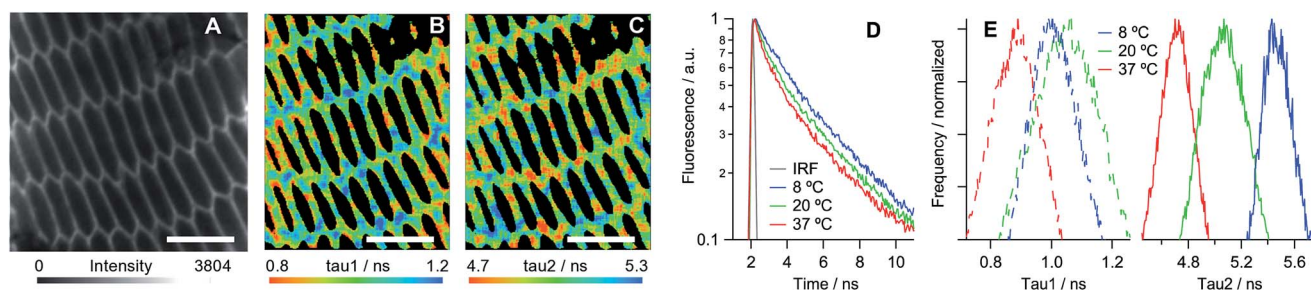 A
B
C
0 Intensity 3804
0.8 tau1 / ns 1.2
4.7 tau2 / ns 5.3
D
Fluorescence / a.u.
1
8
7
6
5
4
3
2
0.1
IRF
8 ºC
20 ºC
37 ºC
2 4 6 8 10
Time / ns
E
Frequency / normalized
8 ºC
20 ºC
37 ºC
0.8 1.0 1.2
Tau1 / ns
4.8 5.2 5.6
Tau2 / ns